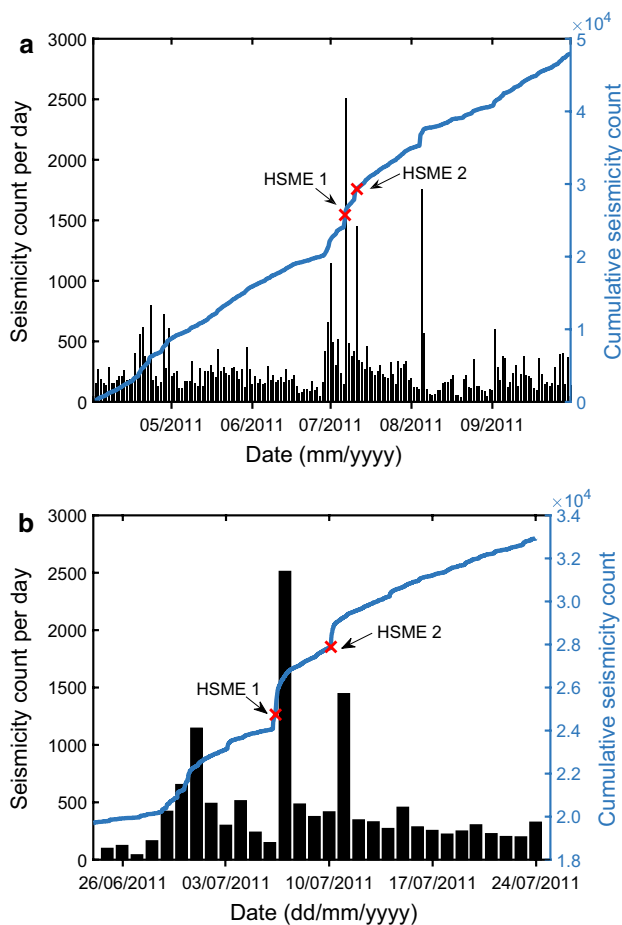 a
×10⁴
3000
2500
2000
1500
1000
500
0
5
4
3
2
1
0
Seismicity count per day
Cumulative seismicity count
HSME 1
HSME 2
05/2011 06/2011 07/2011 08/2011 09/2011
Date (mm/yyyy)
b
×10⁴
3000
2500
2000
1500
1000
500
0
3.4
3.2
3.0
2.8
2.6
2.4
2.2
2.0
1.8
Seismicity count per day
Cumulative seismicity count
HSME 1
HSME 2
26/06/2011 03/07/2011 10/07/2011 17/07/2011 24/07/2011
Date (dd/mm/yyyy)